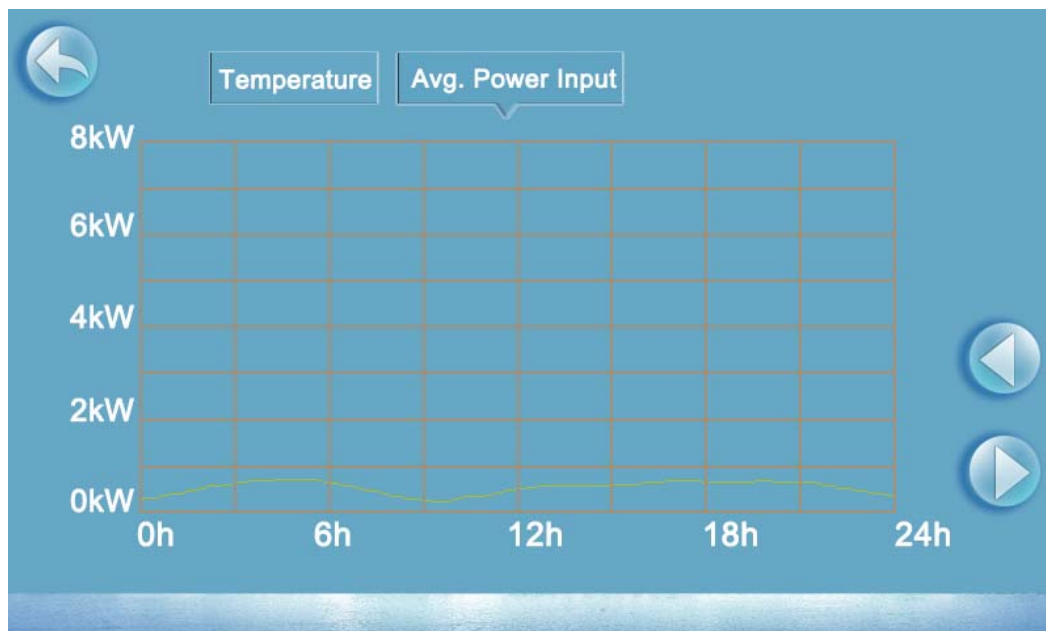 Temperature
Avg. Power Input
8kW
6kW
4kW
2kW
0kW
0h 6h 12h 18h 24h